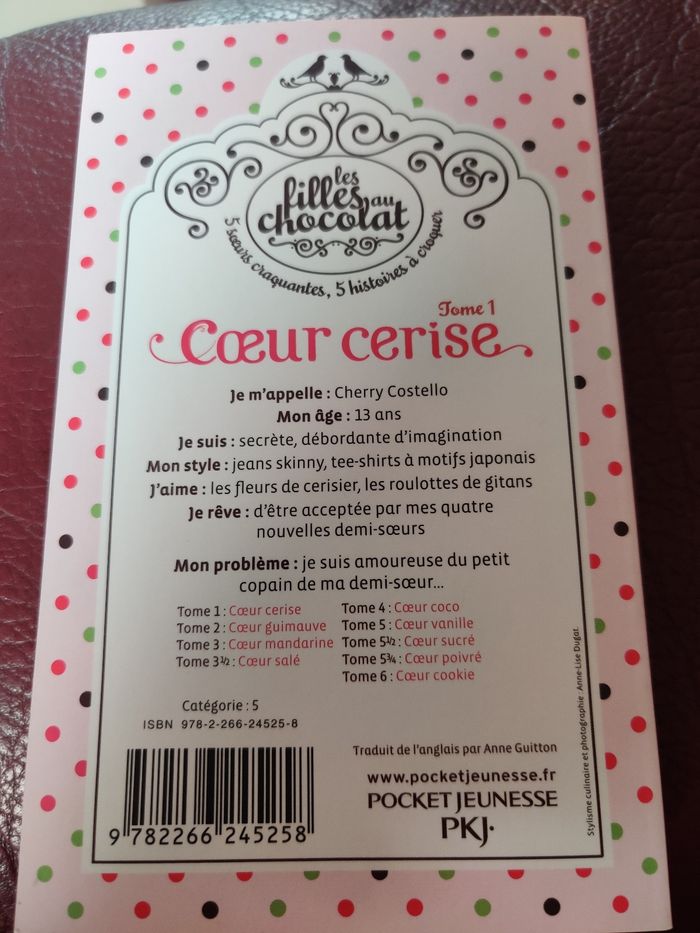 les
filles au
chocolat
5 sœurs craquantes, 5 histoires à croquer
Tome 1
Cœur cerise
Je m'appelle : Cherry Costello
Mon âge : 13 ans
Je suis : secrète, débordante d'imagination
Mon style : jeans skinny, tee-shirts à motifs japonais
J'aime : les fleurs de cerisier, les roulottes de gitans
Je rêve : d'être acceptée par mes quatre
nouvelles demi-sœurs
Mon problème : je suis amoureuse du petit
copain de ma demi-sœur...
Tome 1 : Cœur cerise
Tome 2 : Cœur guimauve
Tome 3 : Cœur mandarine
Tome 3 ½ : Cœur salé
Tome 4 : Cœur coco
Tome 5 : Cœur vanille
Tome 5½ : Cœur sucré
Tome 5¾ : Cœur poivré
Tome 6 : Cœur cookie
Catégorie : 5
ISBN 978-2-266-24525-8
9 782266 245258
Traduit de l'anglais par Anne Guitton
www.pocketjeunesse.fr
POCKET JEUNESSE
PKJ·
Stylisme culinaire et photographie : Anne-Lise Dugat.